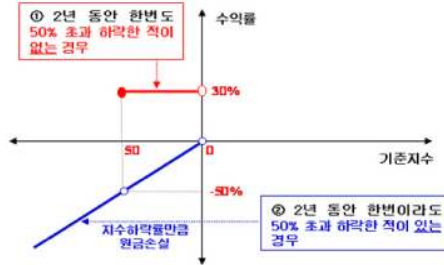 ① 2년 동안 한번도
50% 초과 하락한 적이
없는 경우
수익률
30%
50
0
기준지수
-50%
지수하락률만큼
원금손실
② 2년 동안 한번이라도
50% 초과 하락한 적이 있는
경우